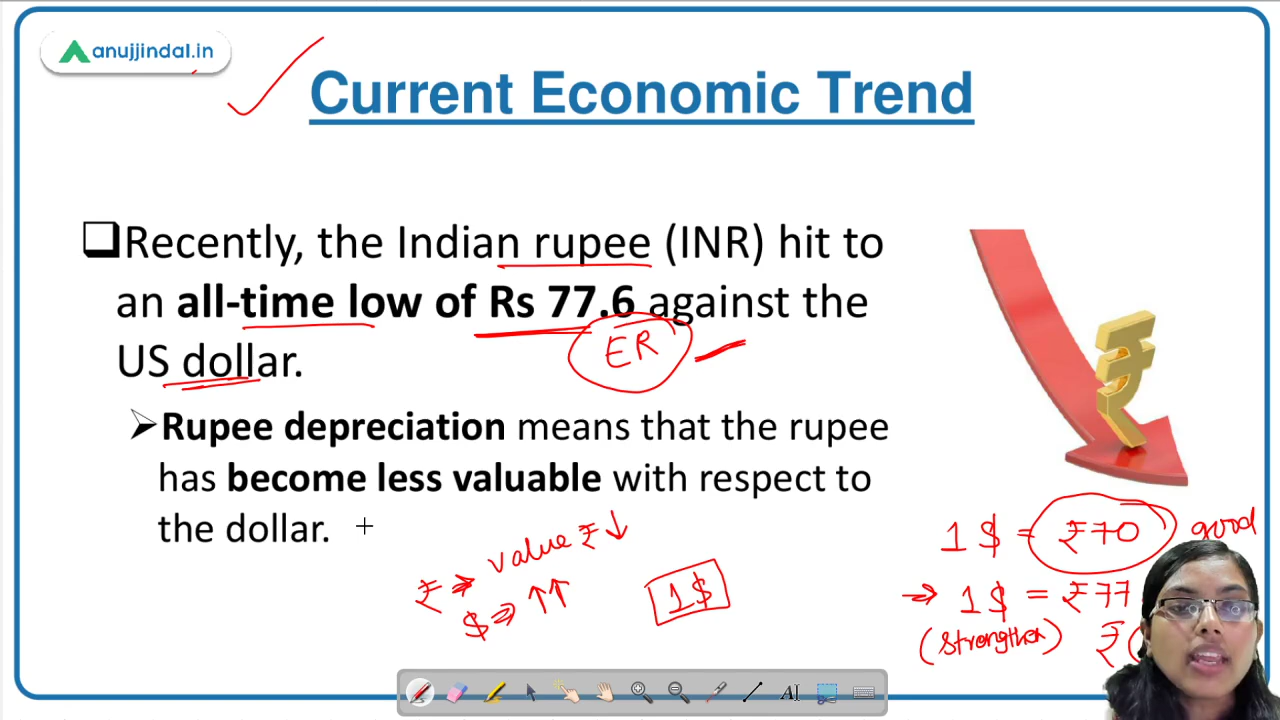 anujjindal.in
Current Economic Trend
❑Recently, the Indian rupee (INR) hit to
an all-time low of Rs 77.6 against the
US dollar.
ER
➢Rupee depreciation means that the rupee
has become less valuable with respect to
the dollar.
₹ ⇒ value ₹ ↓
$ ⇒ ↑↑
1$
1 $ = ₹70 good
→ 1 $ = ₹77
(Strengthen) ₹(
AI